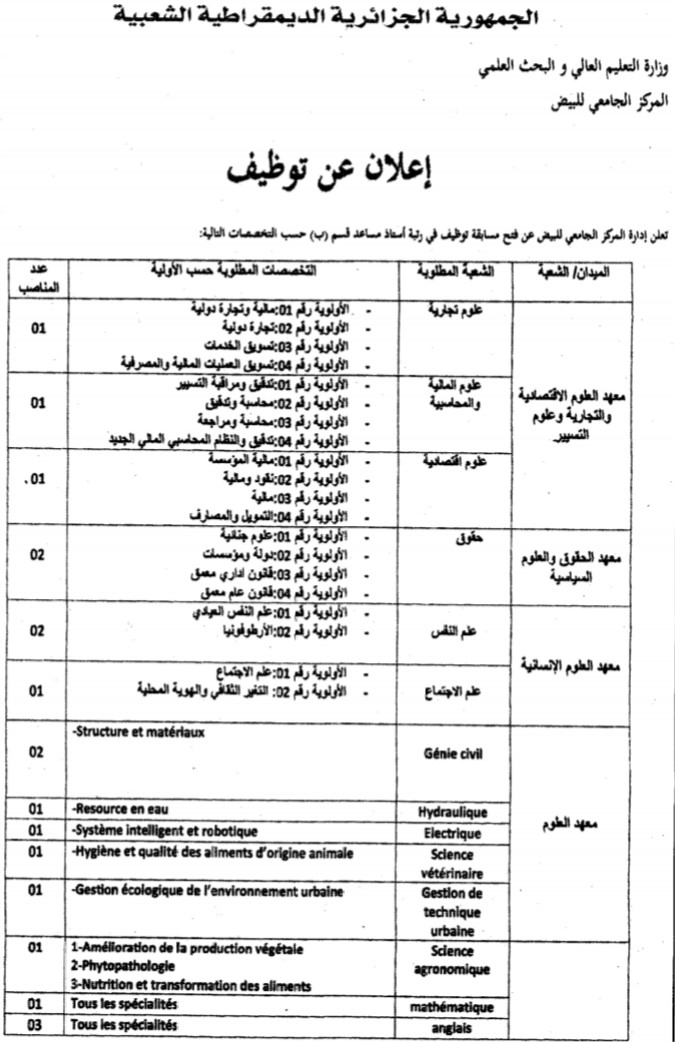 الجمهورية الجزائرية الديمقراطية الشعبية
وزارة التعليم العالي و البحث العلمي
المركز الجامعي للبيض
إعلان عن توظيف
تعلن إدارة المركز الجامعي للبيض عن فتح مسابقة توظيف في رتبة أستاذ مساعد قسم (ب) حسب التخصصات التالية:
الميدان/ الشعبة الشعبة المطلوبة التخصصات المطلوبة حسب الأولية عدد المناصب
معهد العلوم الاقتصادية والتجارية وعلوم التسيير
علوم تجارية
- الأولوية رقم 01:مالية وتجارة دولية
- الأولوية رقم 02:تجارة دولية
- الأولوية رقم 03:تسويق الخدمات
- الأولوية رقم 04:تسويق العمليات المالية والمصرفية
01
علوم المالية والمحاسبية
- الأولوية رقم 01:تدقيق ومراقبة التسيير
- الأولوية رقم 02:محاسبة وتدقيق
- الأولوية رقم 03:محاسبة ومراجعة
- الأولوية رقم 04:تدقيق والنظام المحاسبي المالي الجديد
01
علوم اقتصادية
- الأولوية رقم 01:مالية المؤسسة
- الأولوية رقم 02:نقود ومالية
- الأولوية رقم 03:مالية
- الأولوية رقم 04:التمويل والمصارف
01
معهد الحقوق والعلوم السياسية
حقوق
- الأولوية رقم 01:علوم جنائية
- الأولوية رقم 02:دولة ومؤسسات
- الأولوية رقم 03:قانون اداري معمق
- الأولوية رقم 04:قانون عام معمق
02
معهد العلوم الإنسانية
علم النفس
- الأولوية رقم 01:علم النفس العيادي
- الأولوية رقم 02:الأرطوفونيا
02
علم الاجتماع
- الأولوية رقم 01:علم الاجتماع
- الأولوية رقم 02: التغير الثقافي والهوية المحلية
01
معهد العلوم
Génie civil
-Structure et matériaux
02
Hydraulique
-Resource en eau
01
Electrique
-Système intelligent et robotique
01
Science vétérinaire
-Hygiène et qualité des aliments d'origine animale
01
Gestion de technique urbaine
-Gestion écologique de l'environnement urbaine
01
Science agronomique
1-Amélioration de la production végétale
2-Phytopathologie
3-Nutrition et transformation des aliments
01
mathématique
Tous les spécialités
01
anglais
Tous les spécialités
03